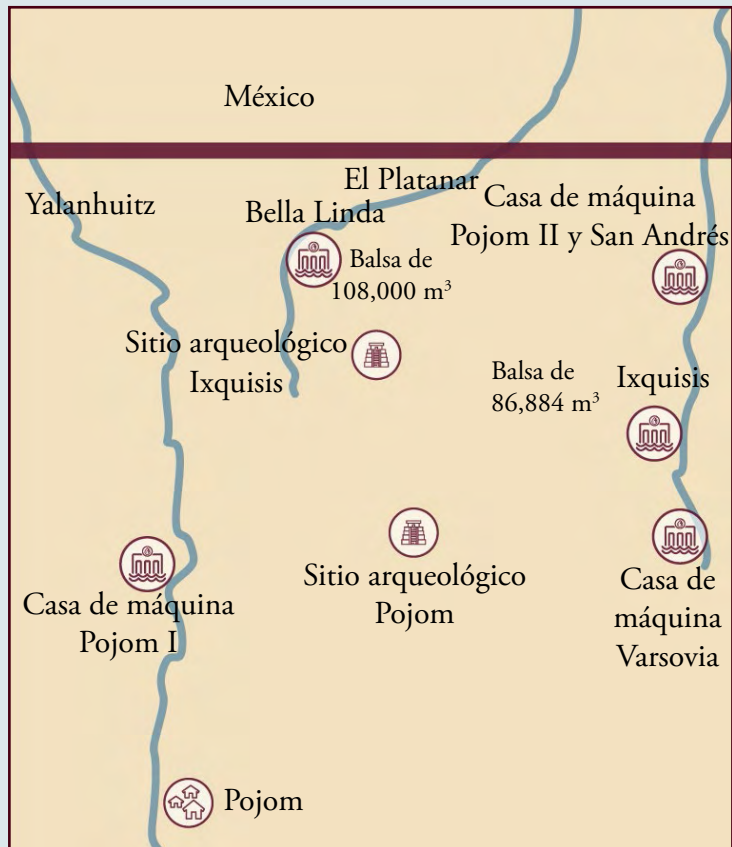 México
El Platanar
Yalanhuitz
Bella Linda
Casa de máquina
Pojom II y San Andrés
Balsa de
108,000 m³
Sitio arqueológico
Ixquisis
Balsa de
86,884 m³
Ixquisis
Casa de máquina
Pojom I
Sitio arqueológico
Pojom
Casa de
máquina
Varsovia
Pojom